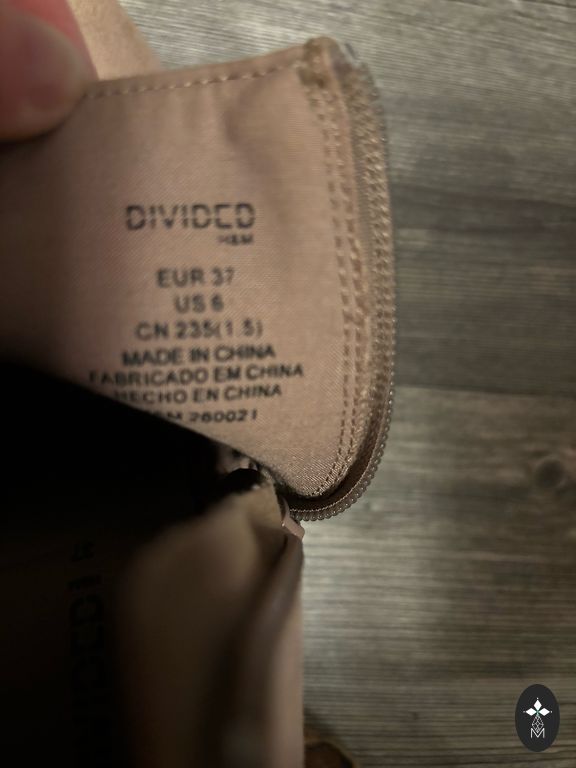 DIVIDED
H&M
EUR 37
US 6
CN 235(1.5)
MADE IN CHINA
FABRICADO EM CHINA
HECHO EN CHINA
H&M 260021
DIVIDED
M